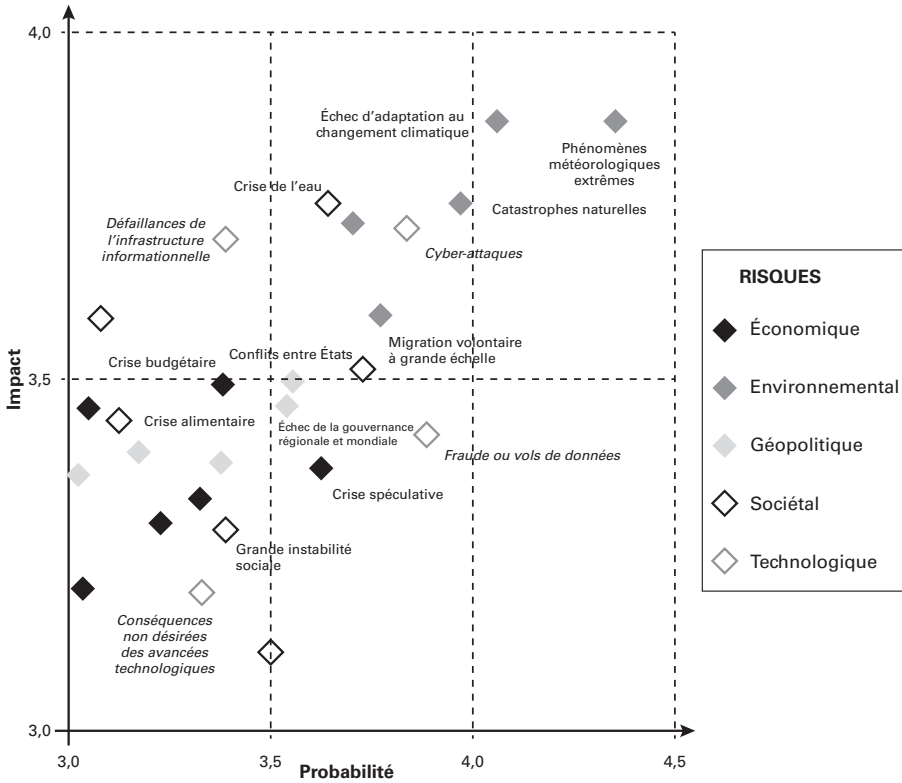 4,0
Échec d'adaptation au
changement climatique
Phénomènes
météorologiques
extrêmes
Crise de l'eau
Catastrophes naturelles
Défaillances de
l'infrastructure
informationnelle
Cyber-attaques
Migration volontaire
à grande échelle
Conflits entre États
Crise budgétaire
Impact
3,5
Crise alimentaire
Échec de la gouvernance
régionale et mondiale
Fraude ou vols de données
Crise spéculative
Grande instabilité
sociale
Conséquences
non désirées
des avancées
technologiques
3,0
3,0
3,5
4,0
4,5
Probabilité
RISQUES
Économique
Environnemental
Géopolitique
Sociétal
Technologique